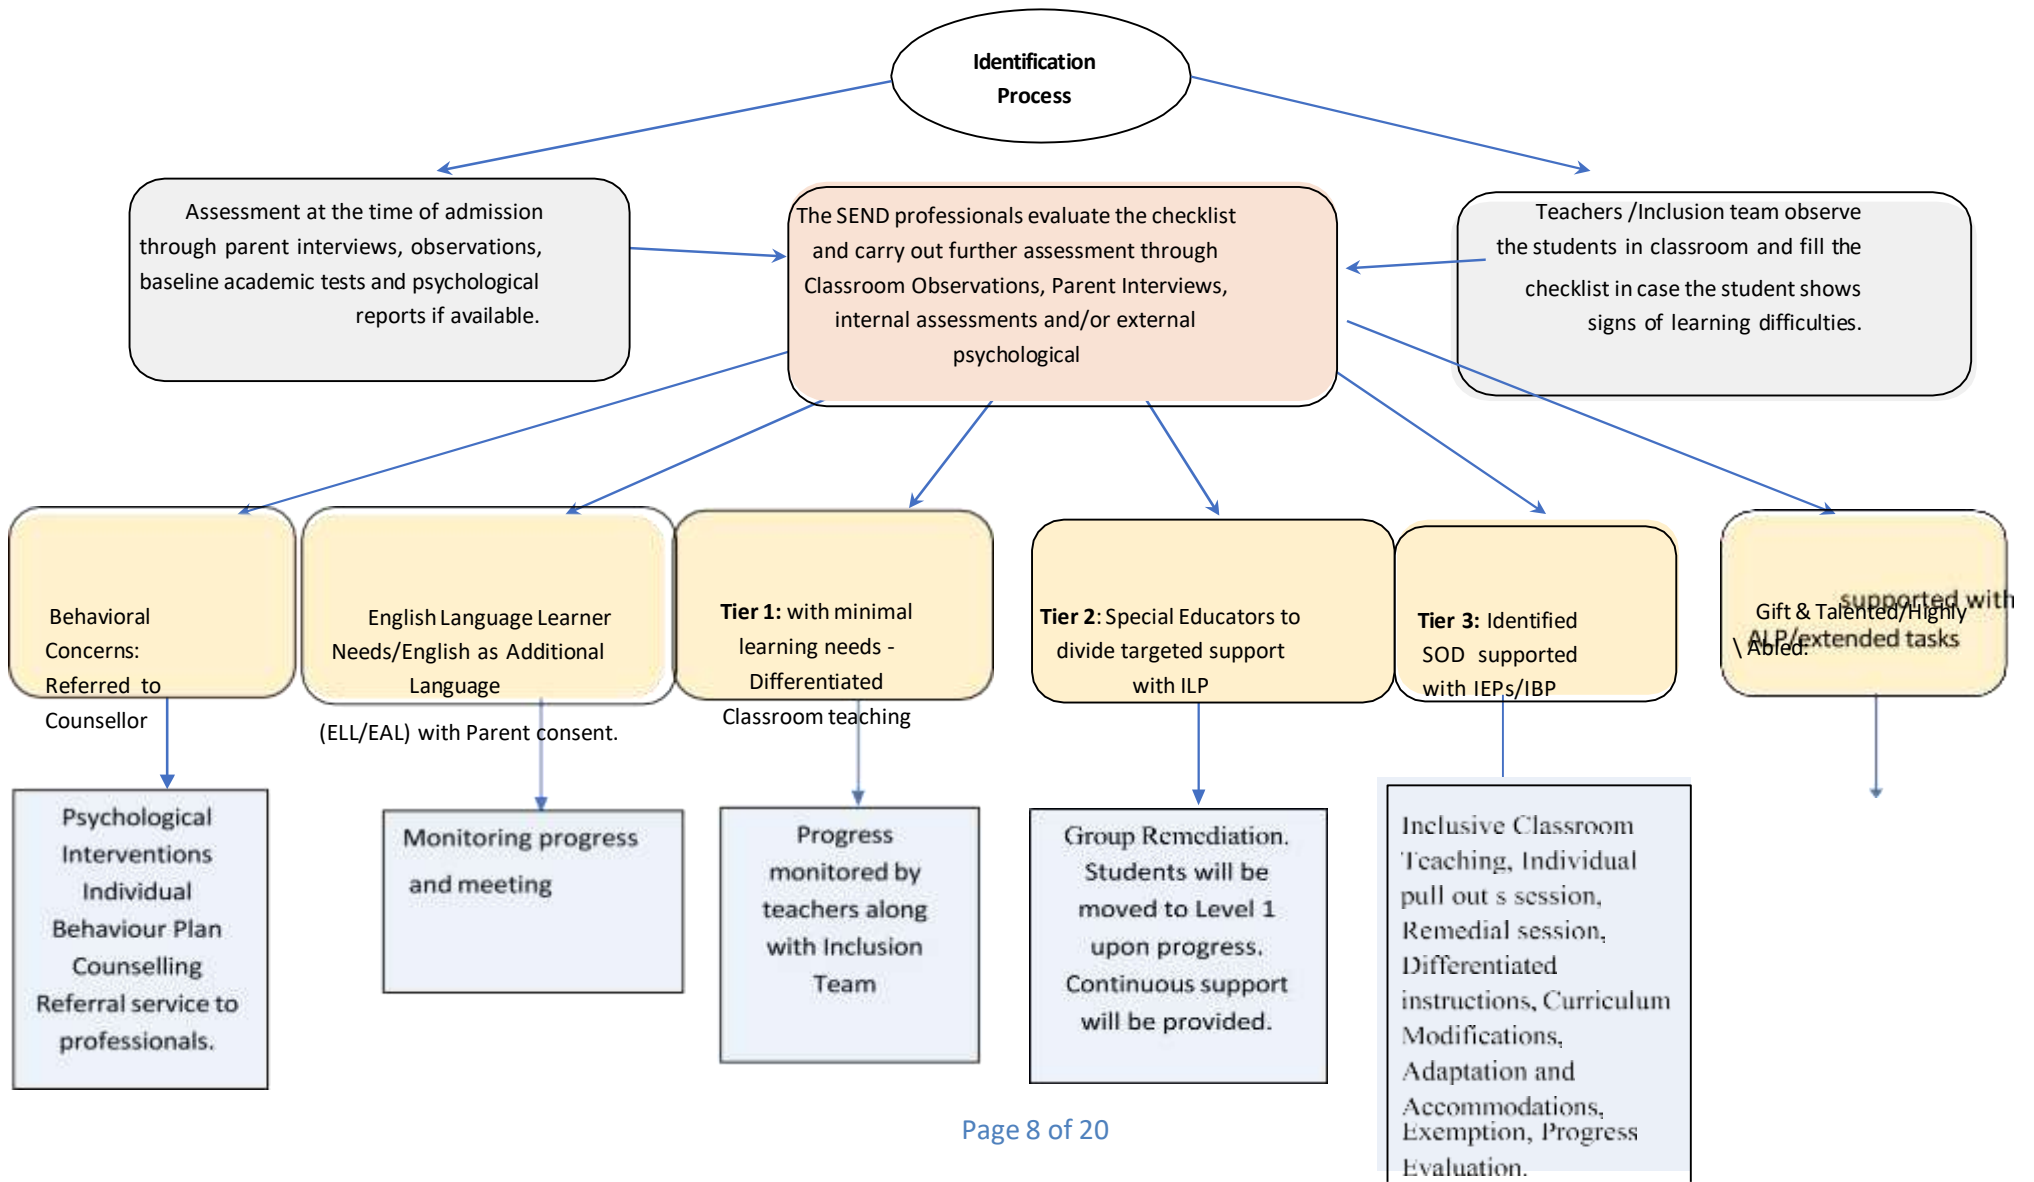 Identification
Process
Assessment at the time of admission
through parent interviews, observations,
baseline academic tests and psychological
reports if available.
The SEND professionals evaluate the checklist
and carry out further assessment through
Classroom Observations, Parent Interviews,
internal assessments and/or external
psychological
Teachers /Inclusion team observe
the students in classroom and fill the
checklist in case the student shows
signs of learning difficulties.
Behavioral
Concerns:
Referred to
Counsellor
English Language Learner
Needs/English as Additional
Language
(ELL/EAL) with Parent consent.
Tier 1: with minimal
learning needs -
Differentiated
Classroom teaching
Tier 2: Special Educators to
divide targeted support
with ILP
Tier 3: Identified
SOD supported
with IEPs/IBP
Gift & Talented/Highly
\ Abled:
supported with
ALP/extended tasks
Psychological
Interventions
Individual
Behaviour Plan
Counselling
Referral service to
professionals.
Monitoring progress
and meeting
Progress
monitored by
teachers along
with Inclusion
Team
Group Remediation.
Students will be
moved to Level 1
upon progress.
Continuous support
will be provided.
Inclusive Classroom
Teaching, Individual
pull out s session,
Remedial session,
Differentiated
instructions, Curriculum
Modifications,
Adaptation and
Accommodations,
Exemption, Progress
Evaluation.
Page 8 of 20